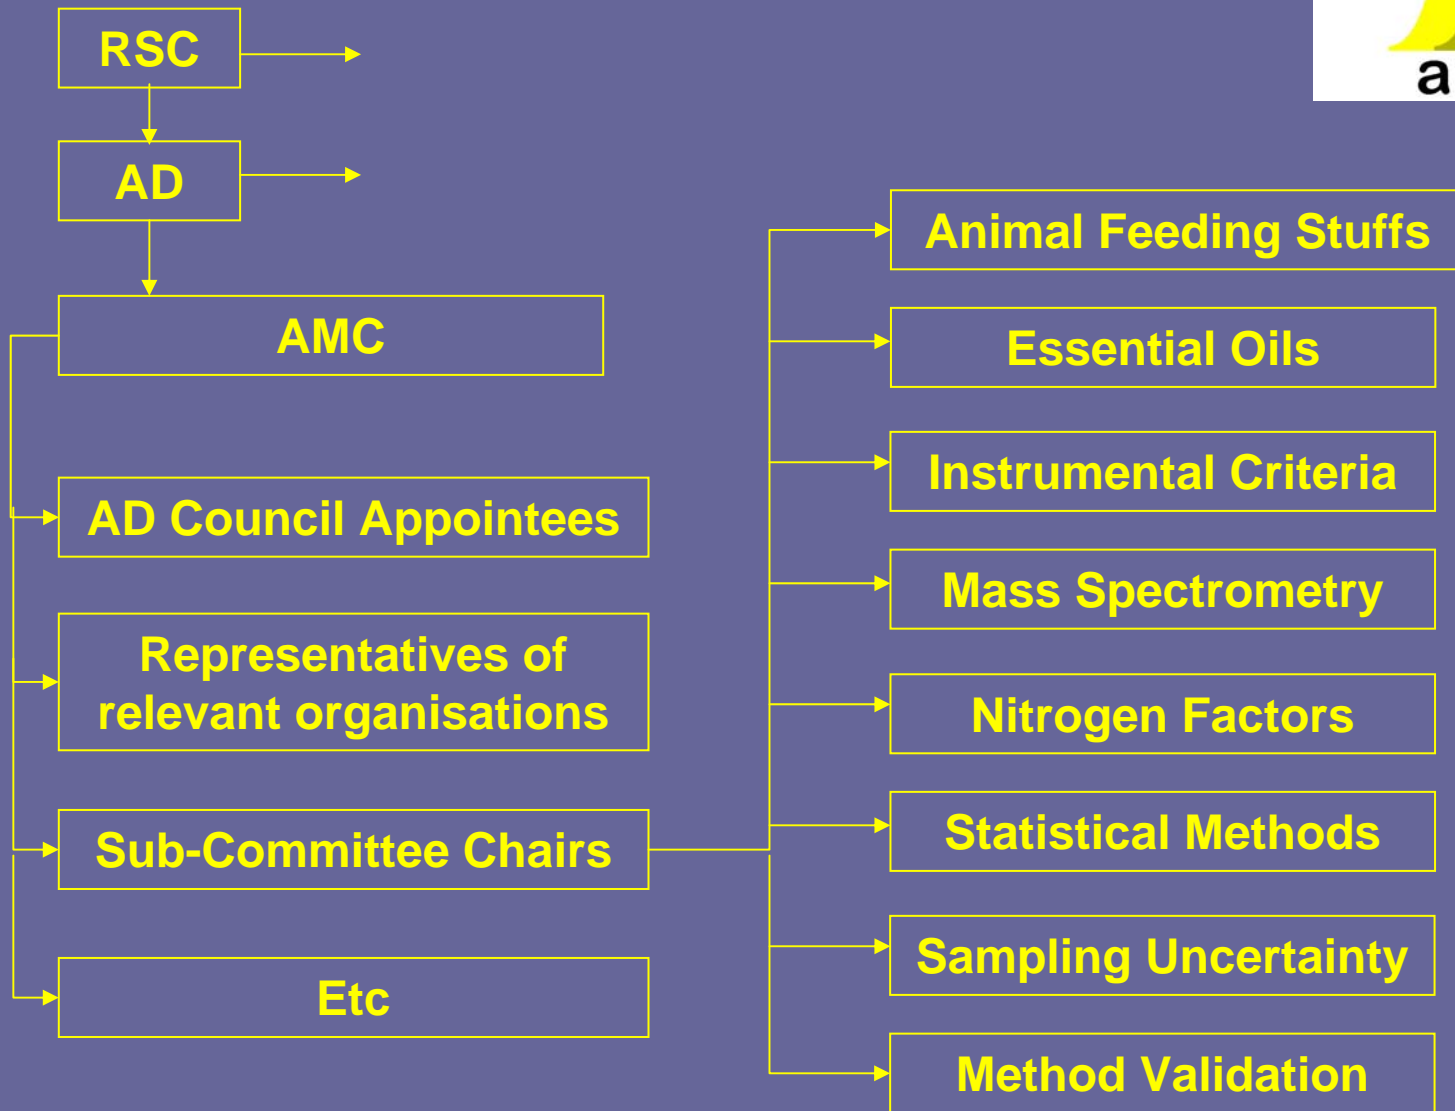 RSC
a
AD
AMC
AD Council Appointees
Representatives of
relevant organisations
Sub-Committee Chairs
Etc
Animal Feeding Stuffs
Essential Oils
Instrumental Criteria
Mass Spectrometry
Nitrogen Factors
Statistical Methods
Sampling Uncertainty
Method Validation